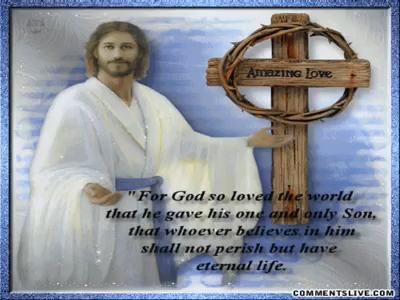 Amazing Love
"For God so loved the world
that he gave his one and only Son,
that whoever believes in him
shall not perish but have
eternal life.
COMMENTSLIVE.COM